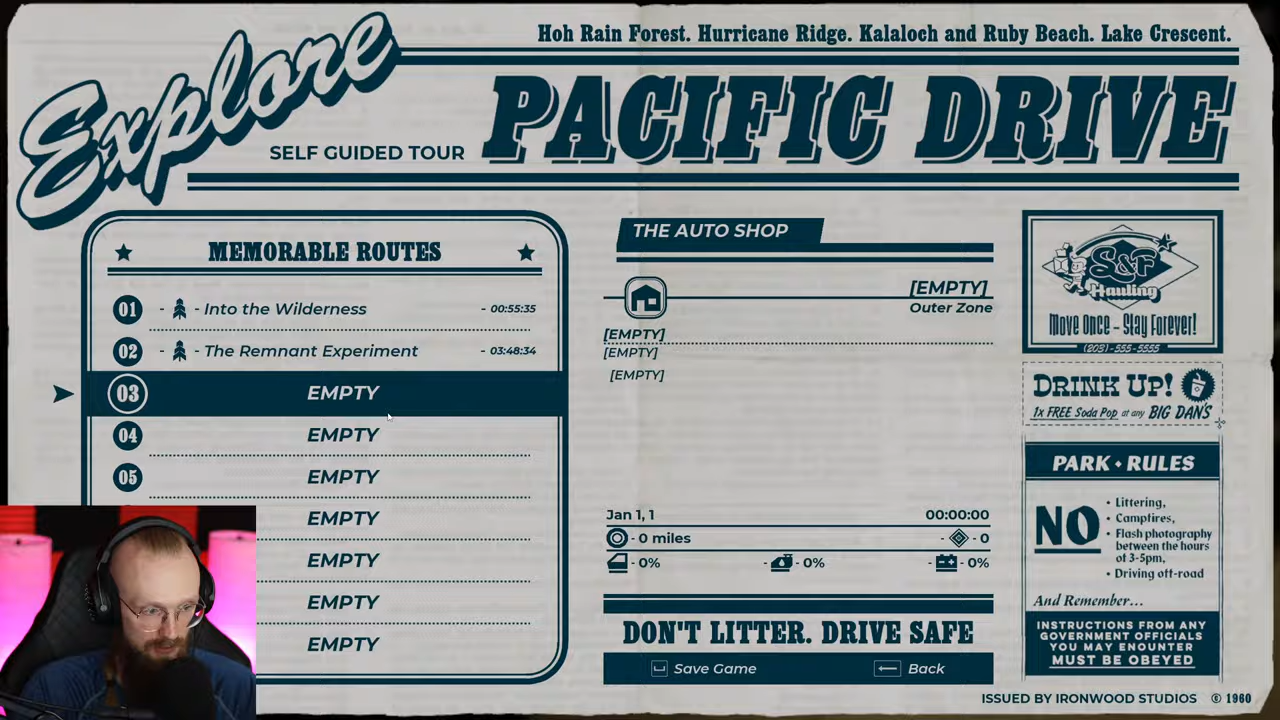 Hoh Rain Forest. Hurricane Ridge. Kalaloch and Ruby Beach. Lake Crescent.
Explore
SELF GUIDED TOUR
PACIFIC DRIVE
MEMORABLE ROUTES
01 - - Into the Wilderness - 00:55:35
02 - - The Remnant Experiment - 03:48:34
03 EMPTY
04 EMPTY
05 EMPTY
EMPTY
EMPTY
EMPTY
EMPTY
THE AUTO SHOP
[EMPTY]
Outer Zone
[EMPTY]
[EMPTY]
[EMPTY]
Jan 1, 1 00:00:00
- 0 miles - - 0
- 0% - - 0% - - 0%
DON'T LITTER. DRIVE SAFE
Save Game Back
S&F
Hauling
Move Once - Stay Forever!
(203)-555-5555
DRINK UP!
1x FREE Soda Pop at any BIG DAN'S
PARK • RULES
NO
• Littering,
• Campfires,
• Flash photography
between the hours
of 3-5pm,
• Driving off-road
And Remember...
INSTRUCTIONS FROM ANY
GOVERNMENT OFFICIALS
YOU MAY ENOUNTER
MUST BE OBEYED
ISSUED BY IRONWOOD STUDIOS © 1960